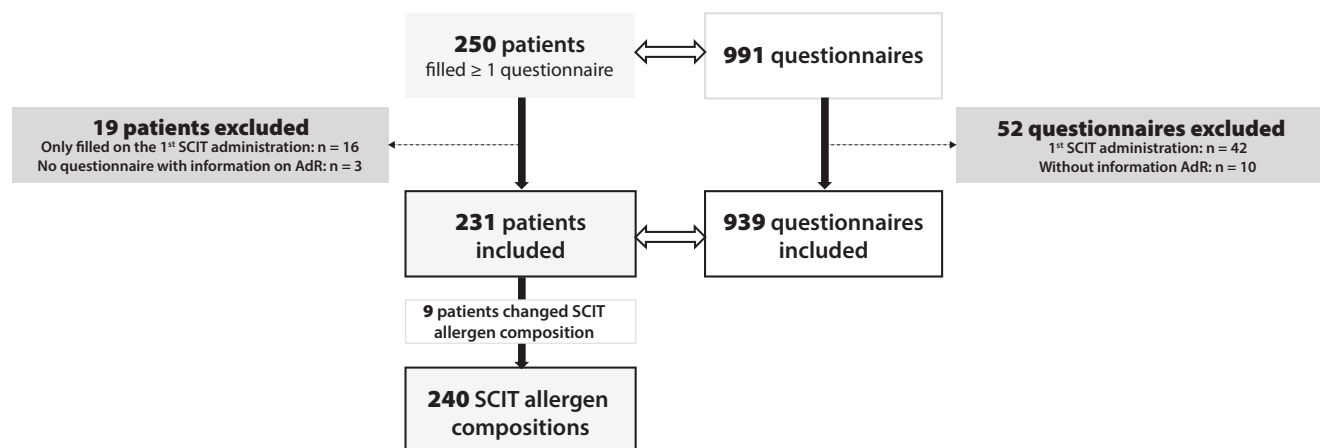 250 patients
filled ≥ 1 questionnaire
991 questionnaires
19 patients excluded
Only filled on the 1st SCIT administration: n = 16
No questionnaire with information on AdR: n = 3
52 questionnaires excluded
1st SCIT administration: n = 42
Without information AdR: n = 10
231 patients
included
939 questionnaires
included
9 patients changed SCIT
allergen composition
240 SCIT allergen
compositions